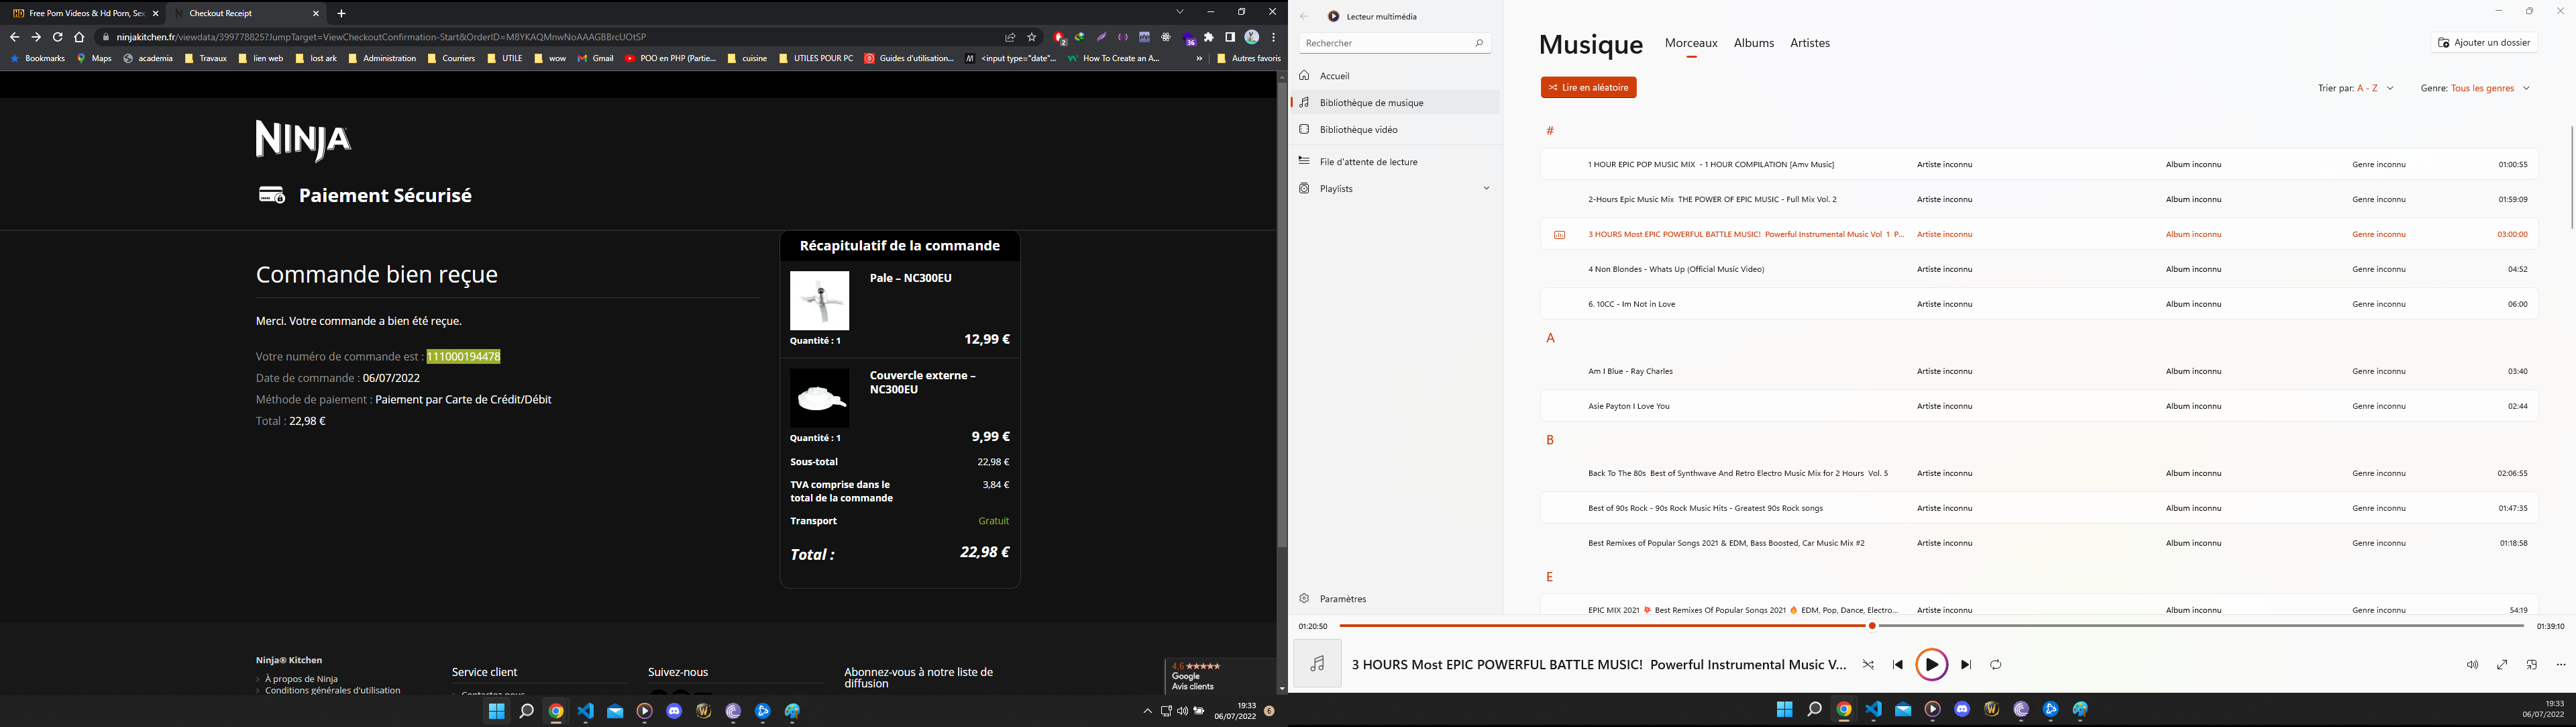 Free Porn Videos & Hd Porn, Sex
Checkout Receipt
ninjakitchen.fr/viewdata/399778825?JumpTarget=ViewCheckoutConfirmation-Start&OrderID=M8YKAQMnwNoAAAGBBrcUOtSP
Bookmarks Maps academia Travaux lien web lost ark Administration Courriers UTILE wow Gmail POO en PHP (Partie... cuisine UTILES POUR PC Guides d'utilisation... <input type="date"... How To Create an A... » Autres favoris
NINJA
Paiement Sécurisé
Commande bien reçue
Merci. Votre commande a bien été reçue.
Votre numéro de commande est : 111000194478
Date de commande : 06/07/2022
Méthode de paiement : Paiement par Carte de Crédit/Débit
Total : 22,98 €
Récapitulatif de la commande
Pale – NC300EU
Quantité : 1 12,99 €
Couvercle externe –
NC300EU
Quantité : 1 9,99 €
Sous-total 22,98 €
TVA comprise dans le 3,84 €
total de la commande
Transport Gratuit
Total : 22,98 €
Ninja® Kitchen
À propos de Ninja
Conditions générales d'utilisation
Service client
Contactez-nous
Suivez-nous
Abonnez-vous à notre liste de
diffusion
4,6 ★★★★★
Google
Avis clients
19:33
06/07/2022
6
Lecteur multimédia
Rechercher
Accueil
Bibliothèque de musique
Bibliothèque vidéo
File d'attente de lecture
Playlists
Paramètres
Musique Morceaux Albums Artistes
Ajouter un dossier
Lire en aléatoire
Trier par: A - Z Genre: Tous les genres
#
1 HOUR EPIC POP MUSIC MIX - 1 HOUR COMPILATION [Amv Music] Artiste inconnu Album inconnu Genre inconnu 01:00:55
2-Hours Epic Music Mix THE POWER OF EPIC MUSIC - Full Mix Vol. 2 Artiste inconnu Album inconnu Genre inconnu 01:59:09
3 HOURS Most EPIC POWERFUL BATTLE MUSIC! Powerful Instrumental Music Vol 1 P... Artiste inconnu Album inconnu Genre inconnu 03:00:00
4 Non Blondes - Whats Up (Official Music Video) Artiste inconnu Album inconnu Genre inconnu 04:52
6. 10CC - Im Not in Love Artiste inconnu Album inconnu Genre inconnu 06:00
A
Am I Blue - Ray Charles Artiste inconnu Album inconnu Genre inconnu 03:40
Asie Payton I Love You Artiste inconnu Album inconnu Genre inconnu 02:44
B
Back To The 80s Best of Synthwave And Retro Electro Music Mix for 2 Hours Vol. 5 Artiste inconnu Album inconnu Genre inconnu 02:06:55
Best of 90s Rock - 90s Rock Music Hits - Greatest 90s Rock songs Artiste inconnu Album inconnu Genre inconnu 01:47:35
Best Remixes of Popular Songs 2021 & EDM, Bass Boosted, Car Music Mix #2 Artiste inconnu Album inconnu Genre inconnu 01:18:58
E
EPIC MIX 2021 💥 Best Remixes Of Popular Songs 2021 🔥 EDM, Pop, Dance, Electro... Artiste inconnu Album inconnu Genre inconnu 54:19
01:20:50 01:39:10
3 HOURS Most EPIC POWERFUL BATTLE MUSIC! Powerful Instrumental Music V...
19:33
06/07/2022